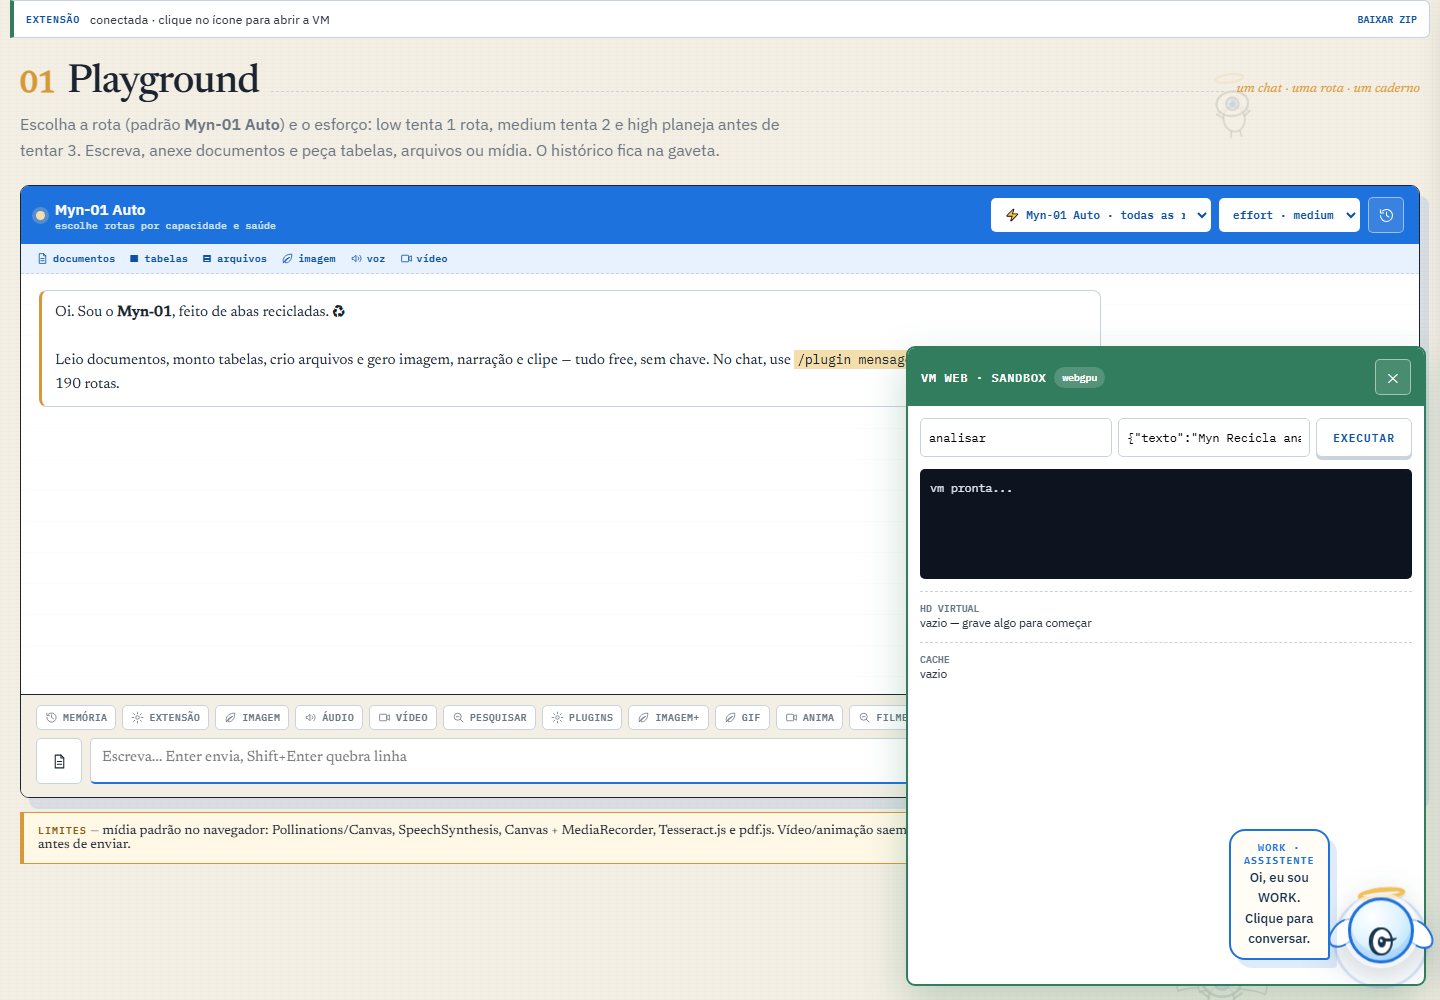 EXTENSÃO conectada · clique no ícone para abrir a VM BAIXAR ZIP
01 Playground
um chat · uma rota · um caderno
Escolha a rota (padrão Myn-01 Auto) e o esforço: low tenta 1 rota, medium tenta 2 e high planeja antes de
tentar 3. Escreva, anexe documentos e peça tabelas, arquivos ou mídia. O histórico fica na gaveta.
Myn-01 Auto
escolhe rotas por capacidade e saúde
Myn-01 Auto · todas as
effort · medium
documentos tabelas arquivos imagem voz vídeo
Oi. Sou o Myn-01, feito de abas recicladas. ♻
Leio documentos, monto tabelas, crio arquivos e gero imagem, narração e clipe — tudo free, sem chave. No chat, use /plugin mensag
190 rotas.
VM WEB · SANDBOX webgpu
analisar {"texto":"Myn Recicla ana EXECUTAR
vm pronta...
HD VIRTUAL
vazio — grave algo para começar
CACHE
vazio
MEMÓRIA EXTENSÃO IMAGEM ÁUDIO VÍDEO PESQUISAR PLUGINS IMAGEM+ GIF ANIMA FILME
Escreva... Enter envia, Shift+Enter quebra linha
LIMITES — mídia padrão no navegador: Pollinations/Canvas, SpeechSynthesis, Canvas + MediaRecorder, Tesseract.js e pdf.js. Vídeo/animação saem
antes de enviar.
WORK ·
ASSISTENTE
Oi, eu sou
WORK.
Clique para
conversar.